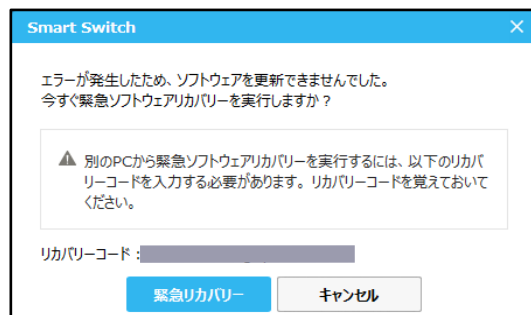 Smart Switch
エラーが発生したため、ソフトウェアを更新できませんでした。
今すぐ緊急ソフトウェアリカバリーを実行しますか？
別のPCから緊急ソフトウェアリカバリーを実行するには、以下のリカバ
リーコードを入力する必要があります。リカバリーコードを覚えておいて
ください。
リカバリーコード：
緊急リカバリー キャンセル